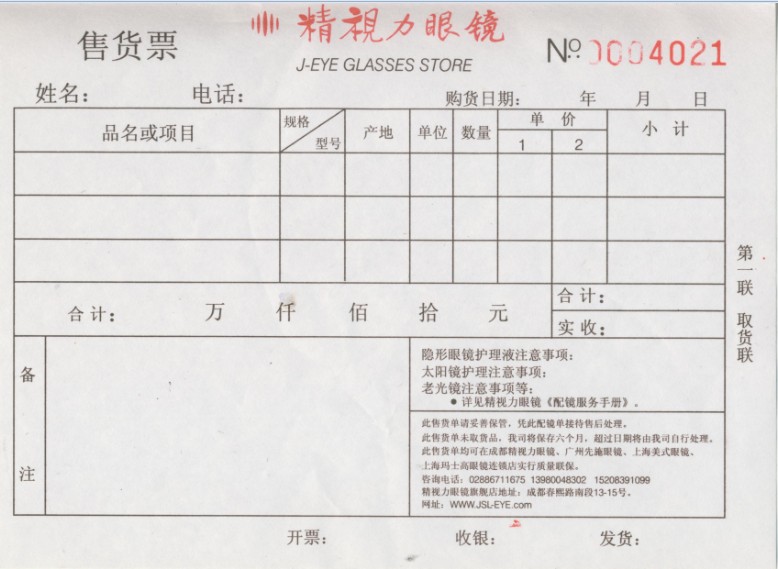 售货票
精視力眼镜
J-EYE GLASSES STORE
№ 0004021
姓名： 电话： 购货日期： 年 月 日
品名或项目 规格 型号 产地 单位 数量 单价 1 2 小计
合计： 万 仟 佰 拾 元 合计：
实收：
备注
隐形眼镜护理液注意事项：
太阳镜护理注意事项：
老光镜注意事项等：
●详见精视力眼镜《配镜服务手册》。
此售货单请妥善保管，凭此配镜单接待售后处理。
此售货单未取货品，我司将保存六个月，超过日期将由我司自行处理。
此售货单均可在成都精视力眼镜、广州先施眼镜、上海美式眼镜、
上海玛士高眼镜连锁店实行质量联保。
咨询电话：02886711675 13980048302 15208391099
精视力眼镜旗舰店地址：成都春熙路南段13-15号。
网址：WWW.JSL-EYE.com
第一联 取货联
开票： 收银： 发货：